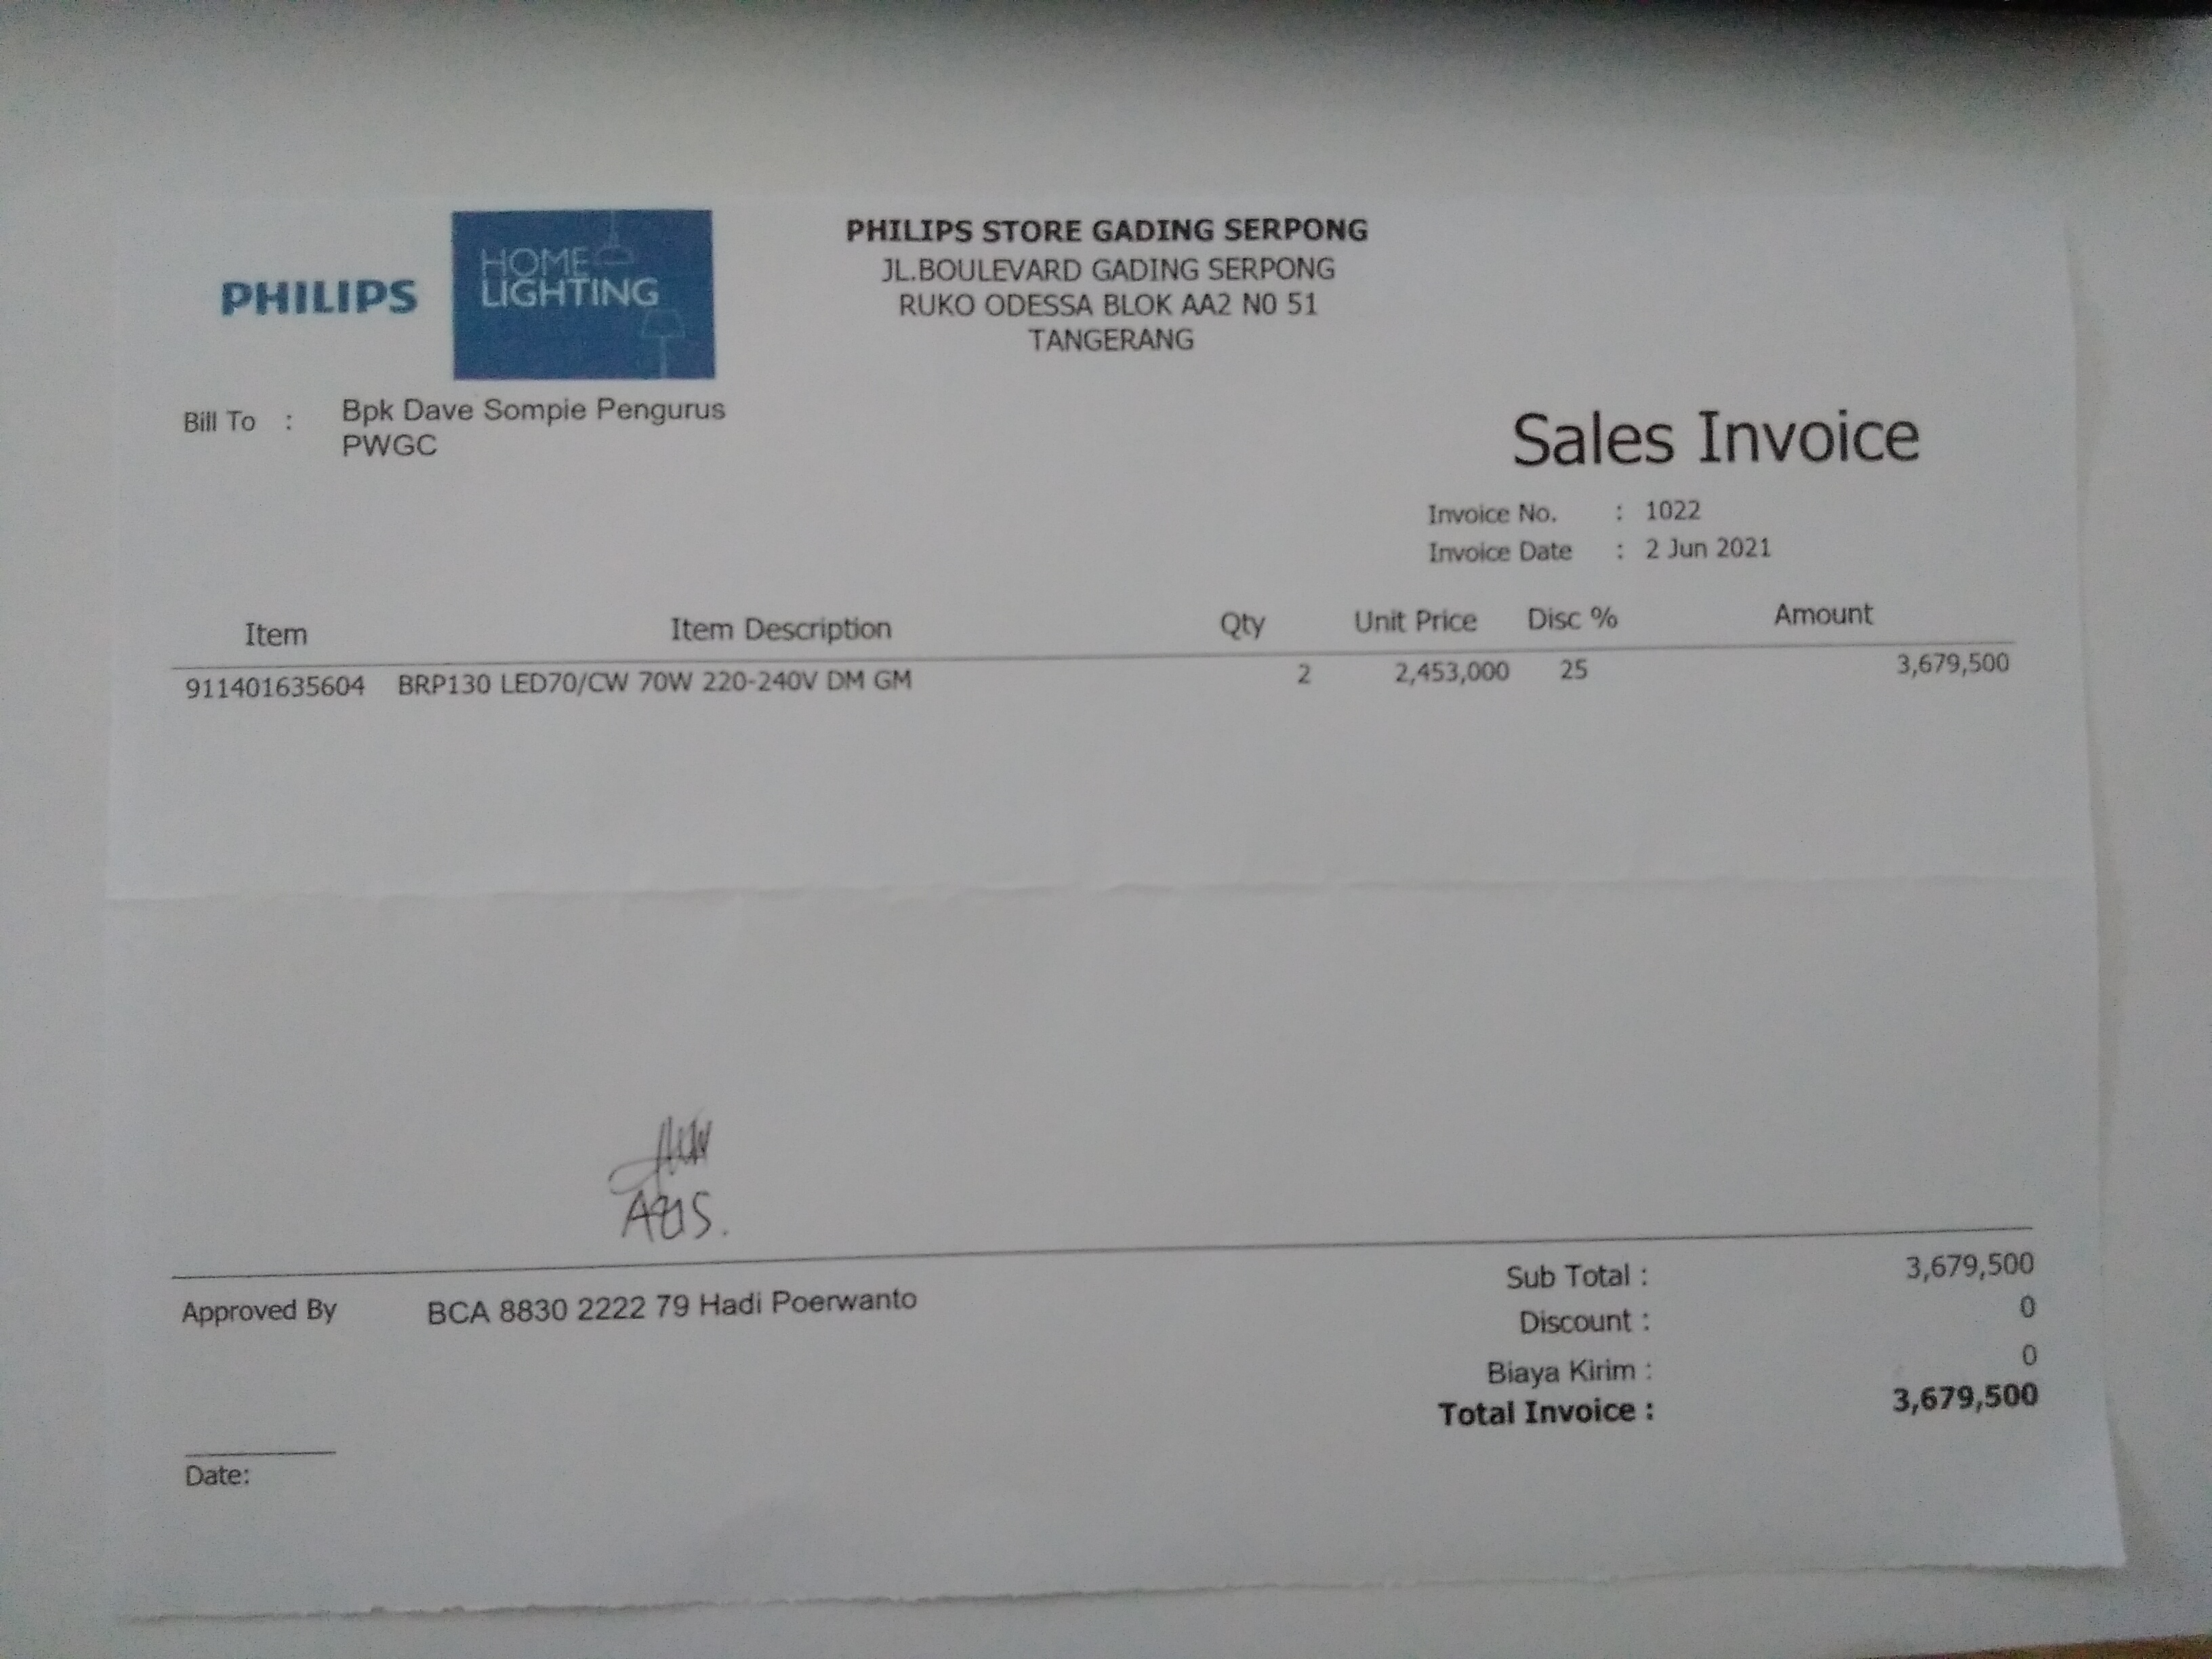 PHILIPS
HOME
LIGHTING
PHILIPS STORE GADING SERPONG
JL.BOULEVARD GADING SERPONG
RUKO ODESSA BLOK AA2 N0 51
TANGERANG
Bill To : Bpk Dave Sompie Pengurus
PWGC
Sales Invoice
Invoice No. : 1022
Invoice Date : 2 Jun 2021
Item Item Description Qty Unit Price Disc % Amount
911401635604 BRP130 LED70/CW 70W 220-240V DM GM 2 2,453,000 25 3,679,500
Approved By BCA 8830 2222 79 Hadi Poerwanto
Sub Total : 3,679,500
Discount : 0
Biaya Kirim : 0
Total Invoice : 3,679,500
Date: